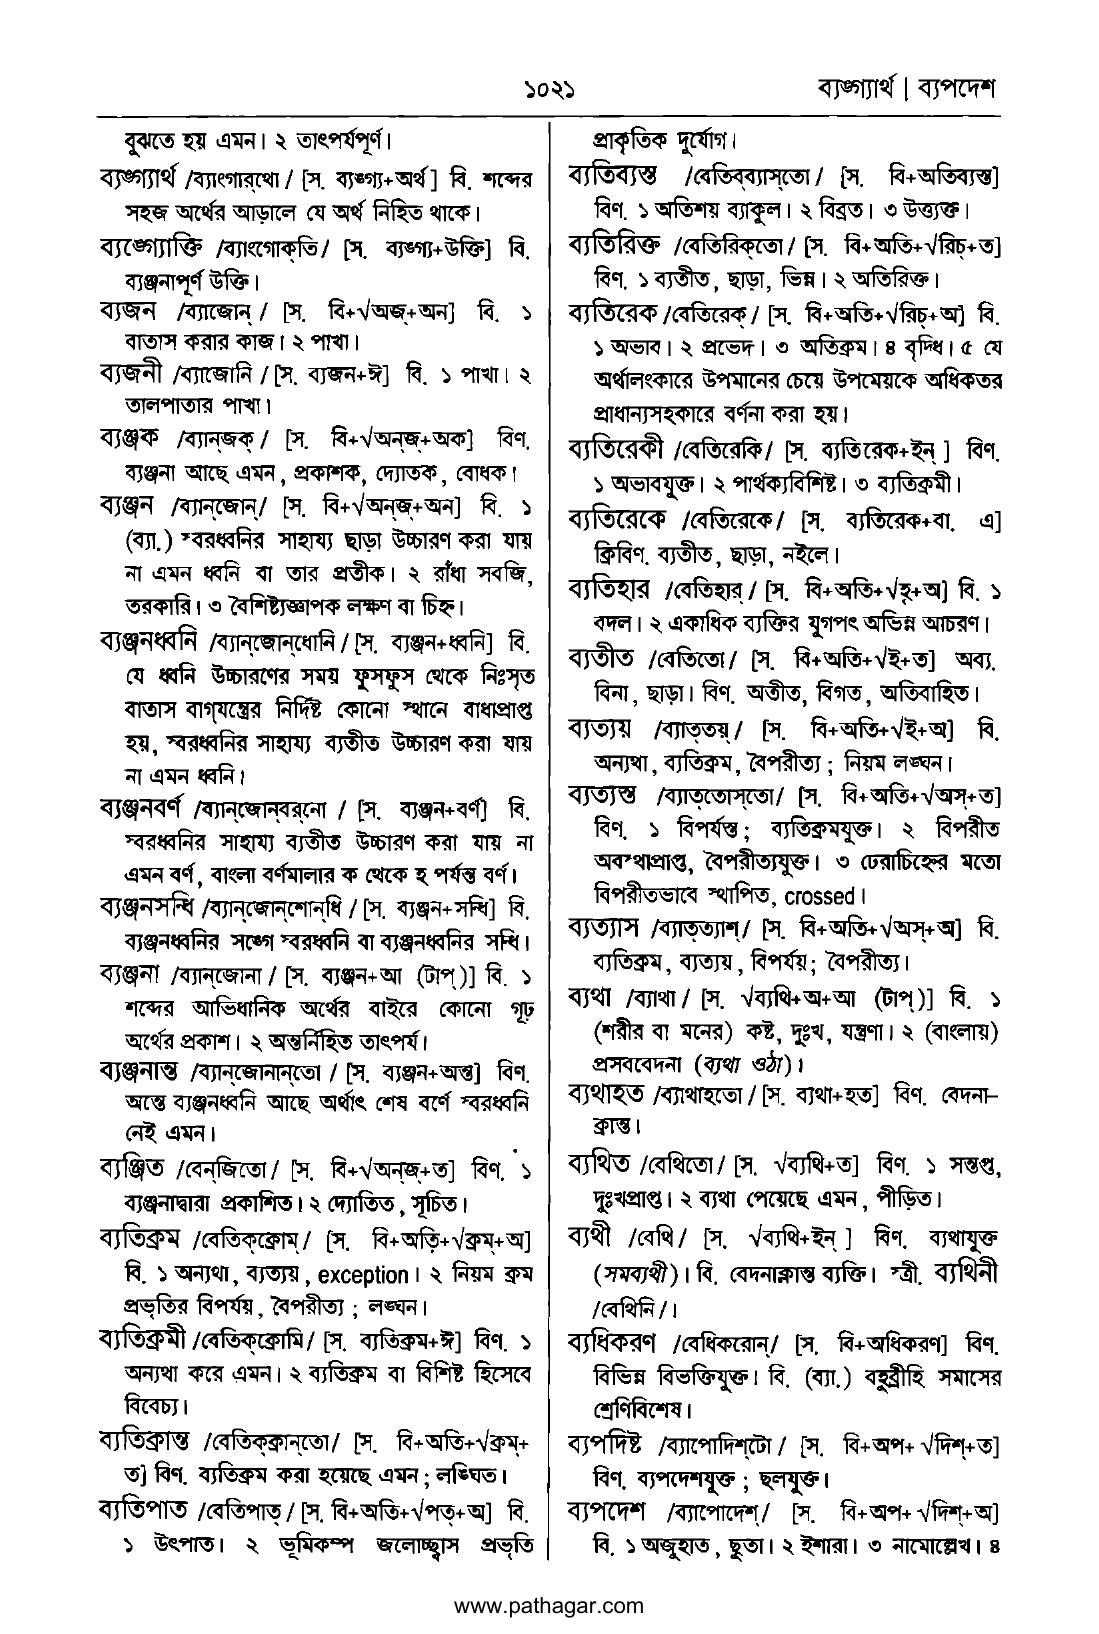 ১০২১
ব্যঙ্গ্যার্থ | ব্যপদেশ
বুঝতে হয় এমন। ২ তাৎপর্যপূর্ণ।
ব্যঙ্গ্যার্থ /ব্যাংগার্‌থো / [স. ব্যঙ্গ্য+অর্থ] বি. শব্দের
সহজ অর্থের আড়ালে যে অর্থ নিহিত থাকে।
ব্যঙ্গ্যোক্তি /ব্যাংগোক্‌তি/ [স. ব্যঙ্গ্য+উক্তি] বি.
ব্যঞ্জনাপূর্ণ উক্তি।
ব্যজন /ব্যাজোন্ / [স. বি+√অজ্+অন] বি. ১
বাতাস করার কাজ। ২ পাখা।
ব্যজনী /ব্যাজোনি / [স. ব্যজন+ঈ] বি. ১ পাখা। ২
তালপাতার পাখা।
ব্যঞ্জক /ব্যান্‌জক্ / [স. বি+√অন্‌জ্+অক] বিণ.
ব্যঞ্জনা আছে এমন, প্রকাশক, দ্যোতক, বোধক।
ব্যঞ্জন /ব্যান্‌জোন্/ [স. বি+√অন্‌জ্+অন] বি. ১
(ব্যা.) স্বরধ্বনির সাহায্য ছাড়া উচ্চারণ করা যায়
না এমন ধ্বনি বা তার প্রতীক। ২ রাঁধা সবজি,
তরকারি। ৩ বৈশিষ্ট্যজ্ঞাপক লক্ষণ বা চিহ্ন।
ব্যঞ্জনধ্বনি /ব্যান্‌জোন্‌ধোনি / [স. ব্যঞ্জন+ধ্বনি] বি.
যে ধ্বনি উচ্চারণের সময় ফুসফুস থেকে নিঃসৃত
বাতাস বাগ্‌যন্ত্রের নির্দিষ্ট কোনো স্থানে বাধাপ্রাপ্ত
হয়, স্বরধ্বনির সাহায্য ব্যতীত উচ্চারণ করা যায়
না এমন ধ্বনি।
ব্যঞ্জনবর্ণ /ব্যান্‌জোন্‌বর্‌নো / [স. ব্যঞ্জন+বর্ণ] বি.
স্বরধ্বনির সাহায্য ব্যতীত উচ্চারণ করা যায় না
এমন বর্ণ, বাংলা বর্ণমালার ক থেকে হ পর্যন্ত বর্ণ।
ব্যঞ্জনসন্ধি /ব্যান্‌জোন্‌শোন্‌ধি / [স. ব্যঞ্জন+সন্ধি] বি.
ব্যঞ্জনধ্বনির সঙ্গে স্বরধ্বনি বা ব্যঞ্জনধ্বনির সন্ধি।
ব্যঞ্জনা /ব্যান্‌জোনা / [স. ব্যঞ্জন+আ (টাপ্)] বি. ১
শব্দের আভিধানিক অর্থের বাইরে কোনো গূঢ়
অর্থের প্রকাশ। ২ অন্তর্নিহিত তাৎপর্য।
ব্যঞ্জনান্ত /ব্যান্‌জোনান্‌তো / [স. ব্যঞ্জন+অন্ত] বিণ.
অন্তে ব্যঞ্জনধ্বনি আছে অর্থাৎ শেষ বর্ণে স্বরধ্বনি
নেই এমন।
ব্যঞ্জিত /বেন্‌জিতো/ [স. বি+√অন্‌জ্+ত] বিণ. ১
ব্যঞ্জনাদ্বারা প্রকাশিত। ২ দ্যোতিত, সূচিত।
ব্যতিক্রম /বেতিক্‌ক্রোম্/ [স. বি+অতি+√ক্রম্+অ]
বি. ১ অন্যথা, ব্যত্যয়, exception। ২ নিয়ম ক্রম
প্রভৃতির বিপর্যয়, বৈপরীত্য; লঙ্ঘন।
ব্যতিক্রমী /বেতিক্‌ক্রোমি/ [স. ব্যতিক্রম+ঈ] বিণ. ১
অন্যথা করে এমন। ২ ব্যতিক্রম বা বিশিষ্ট হিসেবে
বিবেচ্য।
ব্যতিক্রান্ত /বেতিক্‌ক্রান্‌তো/ [স. বি+অতি+√ক্রম্+
ত] বিণ. ব্যতিক্রম করা হয়েছে এমন; লঙ্ঘিত।
ব্যতিপাত /বেতিপাত্ / [স. বি+অতি+√পত্+অ] বি.
১ উৎপাত। ২ ভূমিকম্প জলোচ্ছ্বাস প্রভৃতি
প্রাকৃতিক দুর্যোগ।
ব্যতিব্যস্ত /বেতিব্‌ব্যাস্‌তো/ [স. বি+অতিব্যস্ত]
বিণ. ১ অতিশয় ব্যাকুল। ২ বিব্রত। ৩ উত্ত্যক্ত।
ব্যতিরিক্ত /বেতিরিক্‌তো/ [স. বি+অতি+√রিচ্+ত]
বিণ. ১ ব্যতীত, ছাড়া, ভিন্ন। ২ অতিরিক্ত।
ব্যতিরেক /বেতিরেক্/ [স. বি+অতি+√রিচ্+অ] বি.
১ অভাব। ২ প্রভেদ। ৩ অতিক্রম। ৪ বৃদ্ধি। ৫ যে
অর্থালংকারে উপমানের চেয়ে উপমেয়কে অধিকতর
প্রাধান্যসহকারে বর্ণনা করা হয়।
ব্যতিরেকী /বেতিরেকি/ [স. ব্যতিরেক+ইন্ ] বিণ.
১ অভাবযুক্ত। ২ পার্থক্যবিশিষ্ট। ৩ ব্যতিক্রমী।
ব্যতিরেকে /বেতিরেকে/ [স. ব্যতিরেক+বা. এ]
ক্রিবিণ. ব্যতীত, ছাড়া, নইলে।
ব্যতিহার /বেতিহার্ / [স. বি+অতি+√হৃ+অ] বি. ১
বদল। ২ একাধিক ব্যক্তির যুগপৎ অভিন্ন আচরণ।
ব্যতীত /বেতিতো/ [স. বি+অতি+√ই+ত] অব্য.
বিনা, ছাড়া। বিণ. অতীত, বিগত, অতিবাহিত।
ব্যত্যয় /ব্যাত্‌তয়্/ [স. বি+অতি+√ই+অ] বি.
অন্যথা, ব্যতিক্রম, বৈপরীত্য; নিয়ম লঙ্ঘন।
ব্যত্যস্ত /ব্যাত্‌তোস্‌তো/ [স. বি+অতি+√অস্+ত]
বিণ. ১ বিপর্যস্ত; ব্যতিক্রমযুক্ত। ২ বিপরীত
অবস্থাপ্রাপ্ত, বৈপরীত্যযুক্ত। ৩ ঢেরাচিহ্নের মতো
বিপরীতভাবে স্থাপিত, crossed।
ব্যত্যাস /ব্যাত্‌ত্যাশ্/ [স. বি+অতি+√অস্+অ] বি.
ব্যতিক্রম, ব্যত্যয়, বিপর্যয়; বৈপরীত্য।
ব্যথা /ব্যাথা / [স. √ব্যথি+অ+আ (টাপ্)] বি. ১
(শরীর বা মনের) কষ্ট, দুঃখ, যন্ত্রণা। ২ (বাংলায়)
প্রসববেদনা (ব্যথা ওঠা)।
ব্যথাহত /ব্যাথাহতো / [স. ব্যথা+হত] বিণ. বেদনা–
ক্রান্ত।
ব্যথিত /বেথিতো/ [স. √ব্যথি+ত] বিণ. ১ সন্তপ্ত,
দুঃখপ্রাপ্ত। ২ ব্যথা পেয়েছে এমন, পীড়িত।
ব্যথী /বেথি/ [স. √ব্যথি+ইন্ ] বিণ. ব্যথাযুক্ত
(সমব্যথী)। বি. বেদনাক্লান্ত ব্যক্তি। স্ত্রী. ব্যথিনী
/বেথিনি/।
ব্যধিকরণ /বেধিকরোন্/ [স. বি+অধিকরণ] বিণ.
বিভিন্ন বিভক্তিযুক্ত। বি. (ব্যা.) বহুব্রীহি সমাসের
শ্রেণিবিশেষ।
ব্যপদিষ্ট /ব্যাপোদিশ্‌টো/ [স. বি+অপ+ √দিশ্+ত]
বিণ. ব্যপদেশযুক্ত; ছলযুক্ত।
ব্যপদেশ /ব্যাপোদেশ্/ [স. বি+অপ+ √দিশ্+অ]
বি. ১ অজুহাত, ছুতা। ২ ইশারা। ৩ নামোল্লেখ। ৪
www.pathagar.com